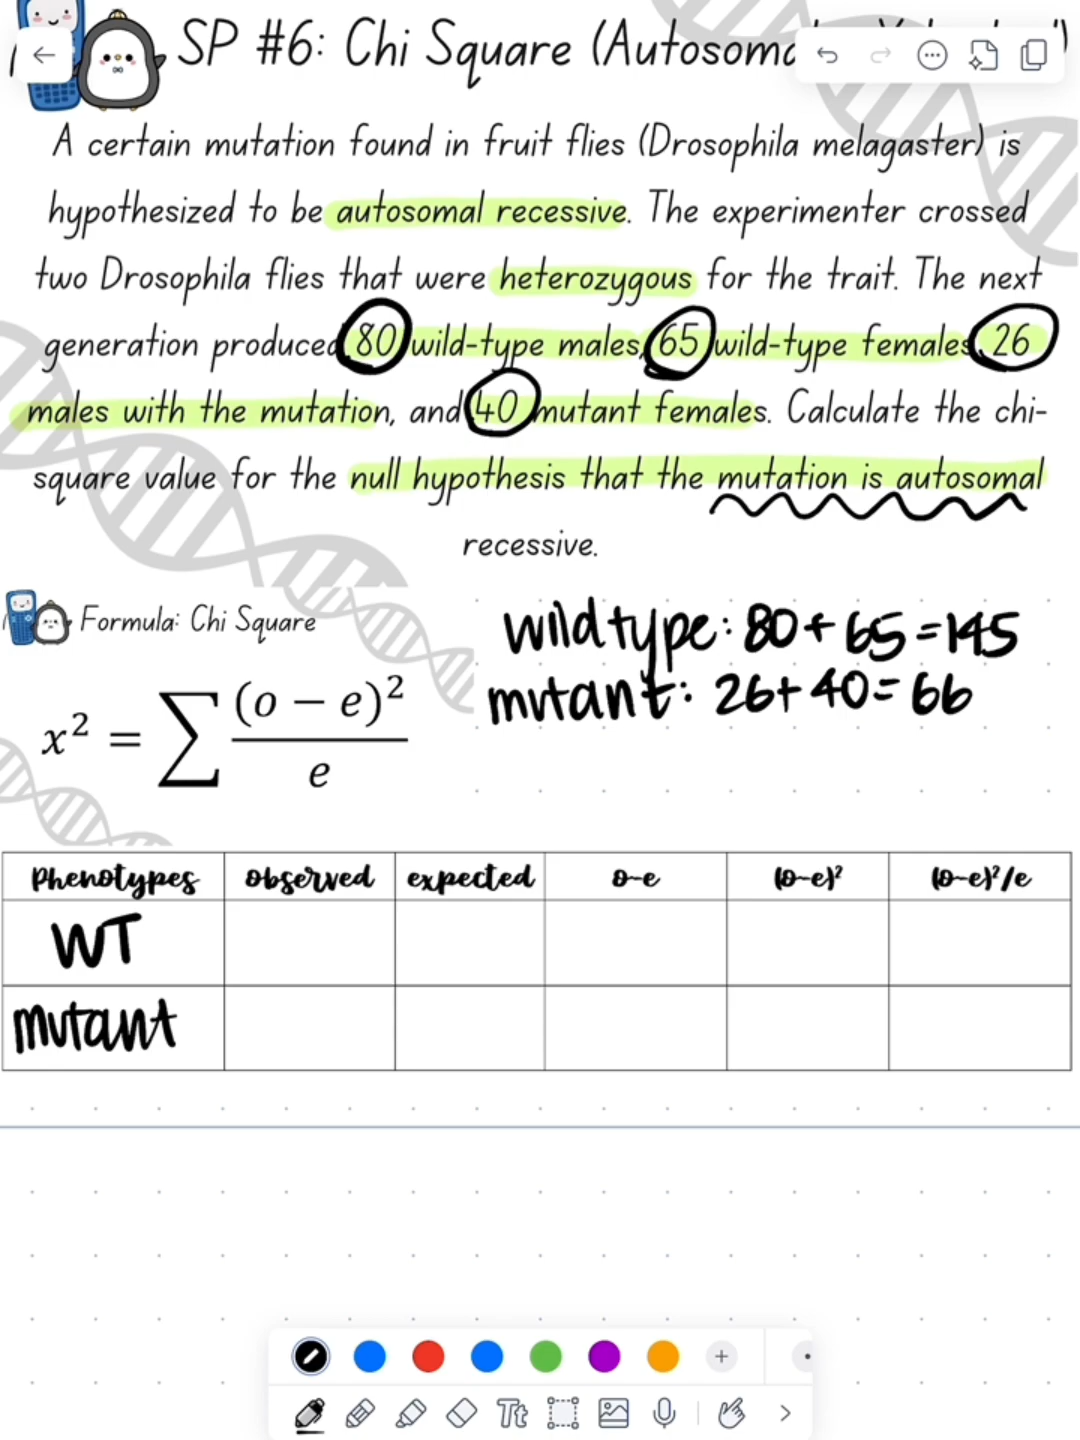 SP #6: Chi Square (Autosoma
A certain mutation found in fruit flies (Drosophila melagaster) is
hypothesized to be autosomal recessive. The experimenter crossed
two Drosophila flies that were heterozygous for the trait. The next
generation produced 80 wild-type males, 65 wild-type females, 26
males with the mutation, and 40 mutant females. Calculate the chi-
square value for the null hypothesis that the mutation is autosomal
recessive.
Formula: Chi Square
x² = ∑ (o − e)² / e
wild type: 80 + 65 = 145
mutant: 26 + 40 = 66
Phenotypes observed expected o-e (o-e)² (o-e)²/e
WT
mutant
Tt